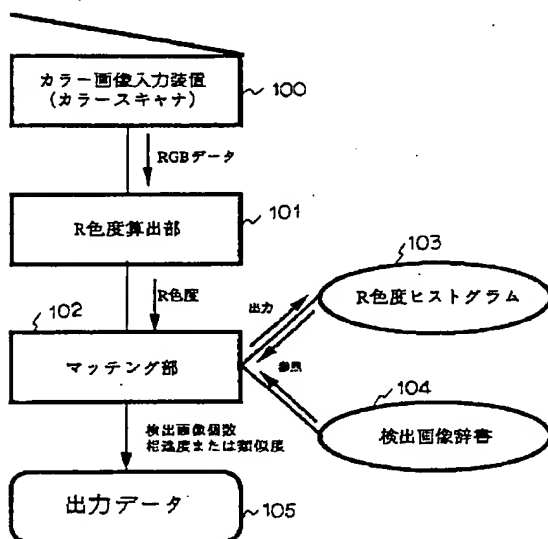 カラー画像入力装置
(カラースキャナ)
100
RGBデータ
R色度算出部
101
R色度
102
マッテング部
出力
103
R色度ヒストグラム
参照
104
検出画像辞書
検出画像個数
相違度または類似度
出力データ
105